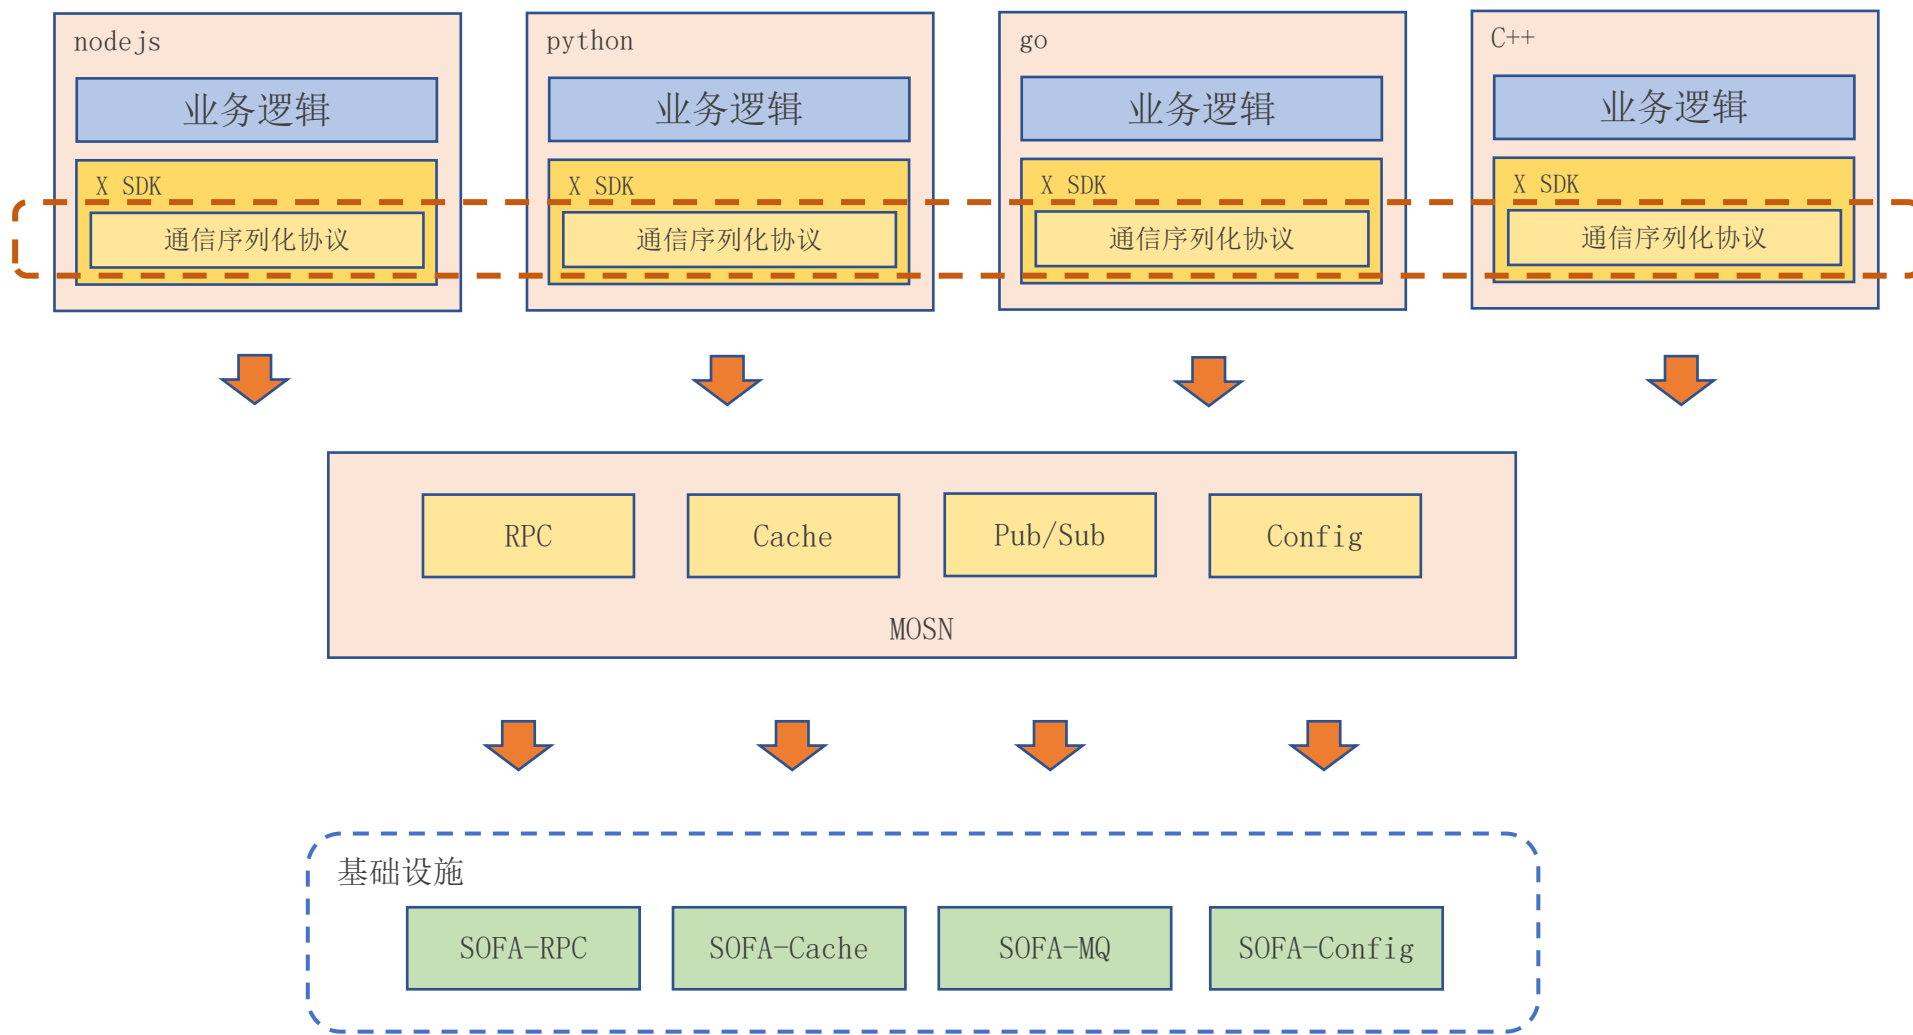 nodejs
python
go
C++
业务逻辑
业务逻辑
业务逻辑
业务逻辑
X SDK
X SDK
X SDK
X SDK
通信序列化协议
通信序列化协议
通信序列化协议
通信序列化协议
RPC
Cache
Pub/Sub
Config
MOSN
基础设施
SOFA-RPC
SOFA-Cache
SOFA-MQ
SOFA-Config